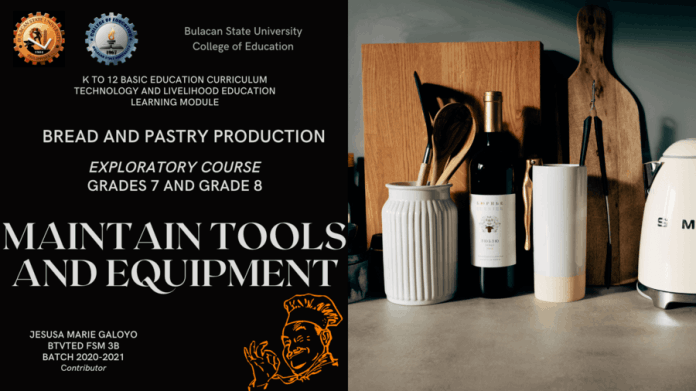 Bulacan State University
College of Education
K TO 12 BASIC EDUCATION CURRICULUM
TECHNOLOGY AND LIVELIHOOD EDUCATION
LEARNING MODULE
BREAD AND PASTRY PRODUCTION
EXPLORATORY COURSE
GRADES 7 AND GRADE 8
MAINTAIN TOOLS
AND EQUIPMENT
JESUSA MARIE GALOYO
BTVTED FSM 3B
BATCH 2020-2021
Contributor
S M